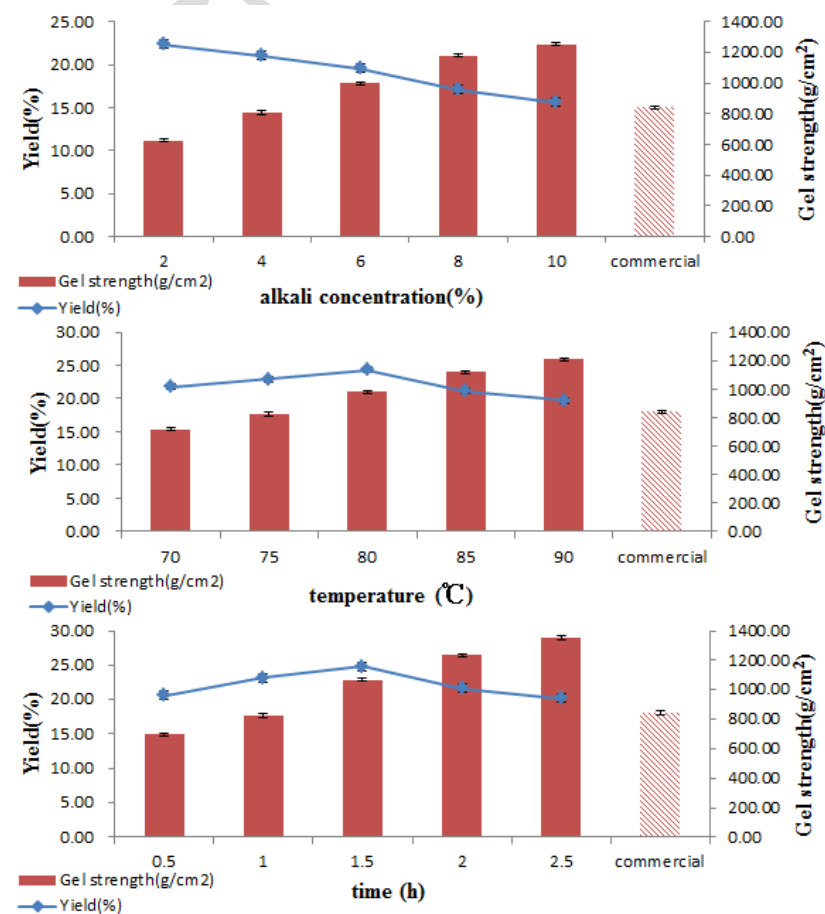 25.00 1400.00
20.00 1200.00
15.00 1000.00
10.00 800.00
5.00 600.00
0.00 400.00
200.00
0.00
Yield(%)
Gel strength(g/cm²)
2 4 6 8 10 commercial
Gel strength(g/cm2)
Yield(%)
alkali concentration(%)
30.00 1400.00
25.00 1200.00
20.00 1000.00
15.00 800.00
10.00 600.00
5.00 400.00
0.00 200.00
0.00
Yield(%)
Gel strength(g/cm²)
70 75 80 85 90 commercial
Gel strength(g/cm2)
Yield(%)
temperature (℃)
30.00 1400.00
25.00 1200.00
20.00 1000.00
15.00 800.00
10.00 600.00
5.00 400.00
0.00 200.00
0.00
Yield(%)
Gel strength(g/cm²)
0.5 1 1.5 2 2.5 commercial
Gel strength(g/cm2)
Yield(%)
time (h)